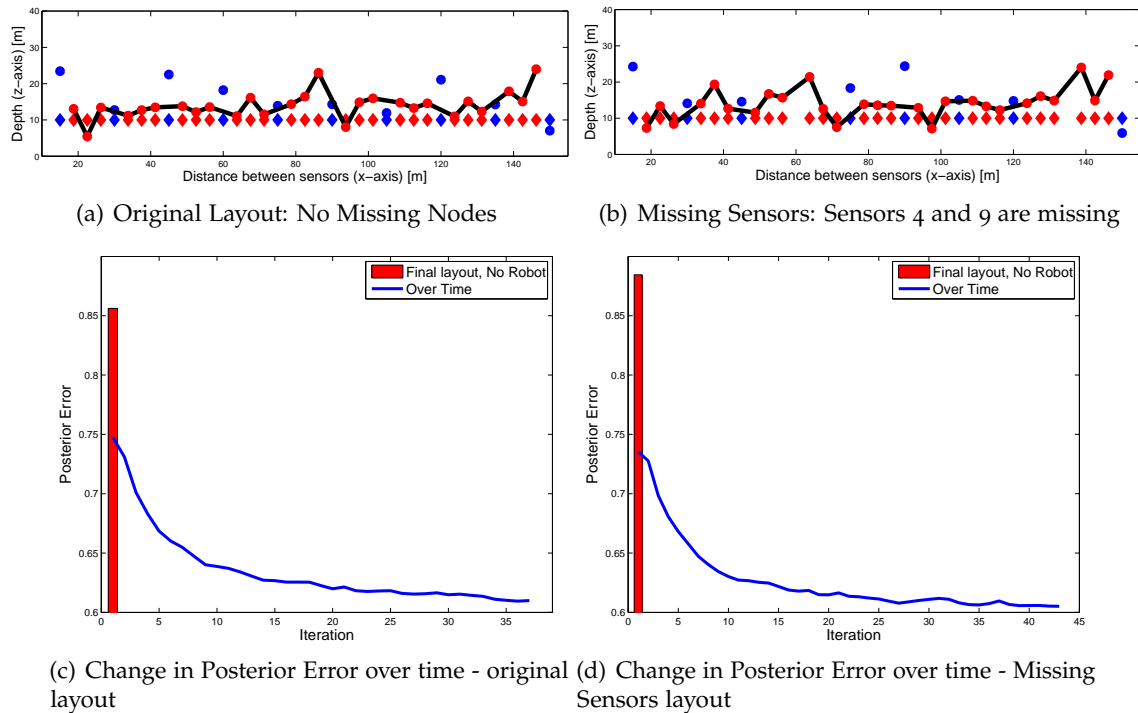 40
30
20
10
0
Depth (z−axis) [m]
20 40 60 80 100 120 140
Distance between sensors (x−axis) [m]
(a) Original Layout: No Missing Nodes
40
30
20
10
0
Depth (z−axis) [m]
20 40 60 80 100 120 140
Distance between sensors (x−axis) [m]
(b) Missing Sensors: Sensors 4 and 9 are missing
Final layout, No Robot
Over Time
0.85
0.8
0.75
0.7
0.65
0.6
Posterior Error
0 5 10 15 20 25 30 35
Iteration
(c) Change in Posterior Error over time - original
layout
Final layout, No Robot
Over Time
0.85
0.8
0.75
0.7
0.65
0.6
Posterior Error
0 5 10 15 20 25 30 35 40 45
Iteration
(d) Change in Posterior Error over time - Missing
Sensors layout